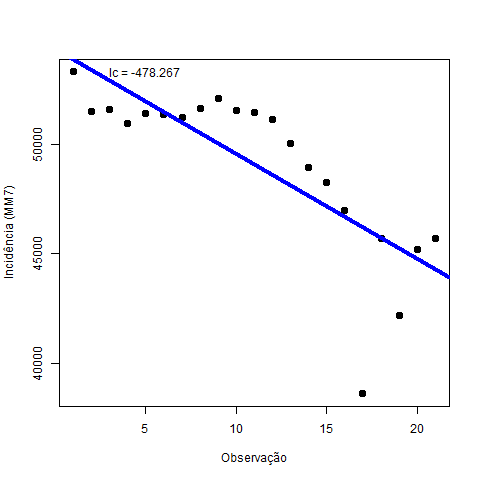 Ic = -478.267
Incidência (MM7)
50000
45000
40000
5
10
15
20
Observação